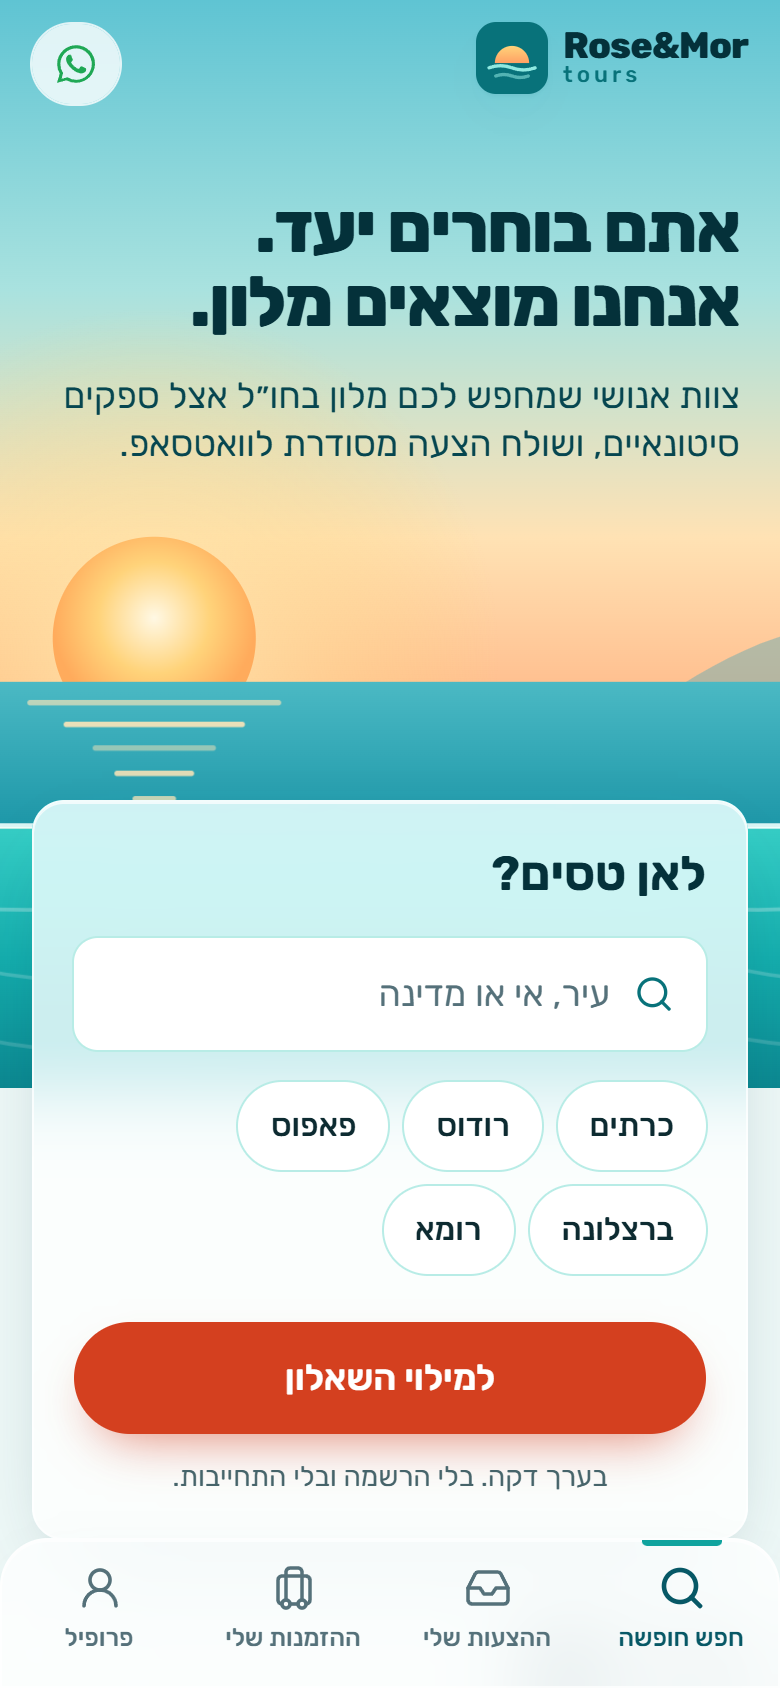 Rose&Mor
tours
אתם בוחרים יעד.
אנחנו מוצאים מלון.
צוות אנושי שמחפש לכם מלון בחו״ל אצל ספקים
סיטונאיים, ושולח הצעה מסודרת לוואטסאפ.
לאן טסים?
עיר, אי או מדינה
כרתים
רודוס
פאפוס
ברצלונה
רומא
למילוי השאלון
בערך דקה. בלי הרשמה ובלי התחייבות.
חפש חופשה
ההצעות שלי
ההזמנות שלי
פרופיל